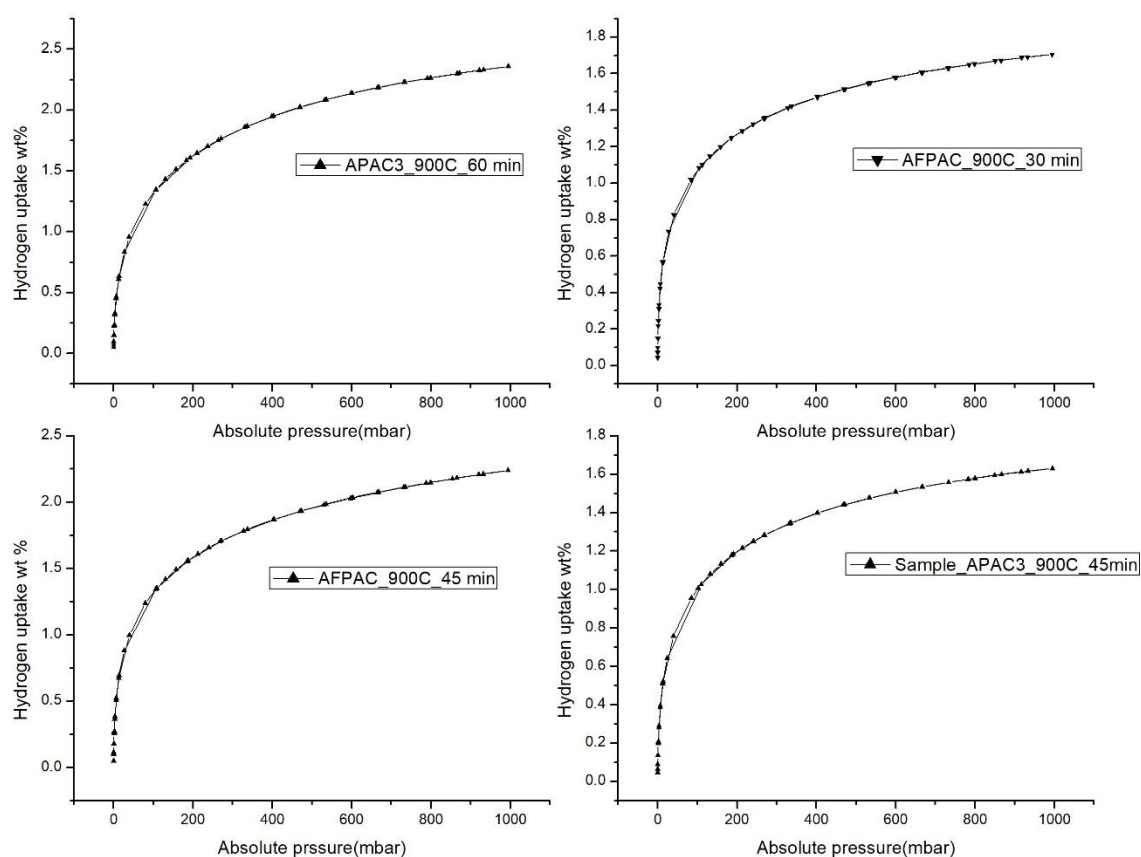 2.5
2.0
1.5
1.0
0.5
0.0
Hydrogen uptake wt%
APAC3_900C_60 min
0 200 400 600 800 1000
Absolute pressure(mbar)
1.8
1.6
1.4
1.2
1.0
0.8
0.6
0.4
0.2
0.0
Hydrogen uptake wt%
AFPAC_900C_30 min
0 200 400 600 800 1000
Absolute pressure(mbar)
2.5
2.0
1.5
1.0
0.5
0.0
Hydrogen uptake wt %
AFPAC_900C_45 min
0 200 400 600 800 1000
Absolute pressure(mbar)
1.8
1.6
1.4
1.2
1.0
0.8
0.6
0.4
0.2
0.0
Hydrogen uptake wt%
Sample_APAC3_900C_45min
0 200 400 600 800 1000
Absolute pressure(mbar)